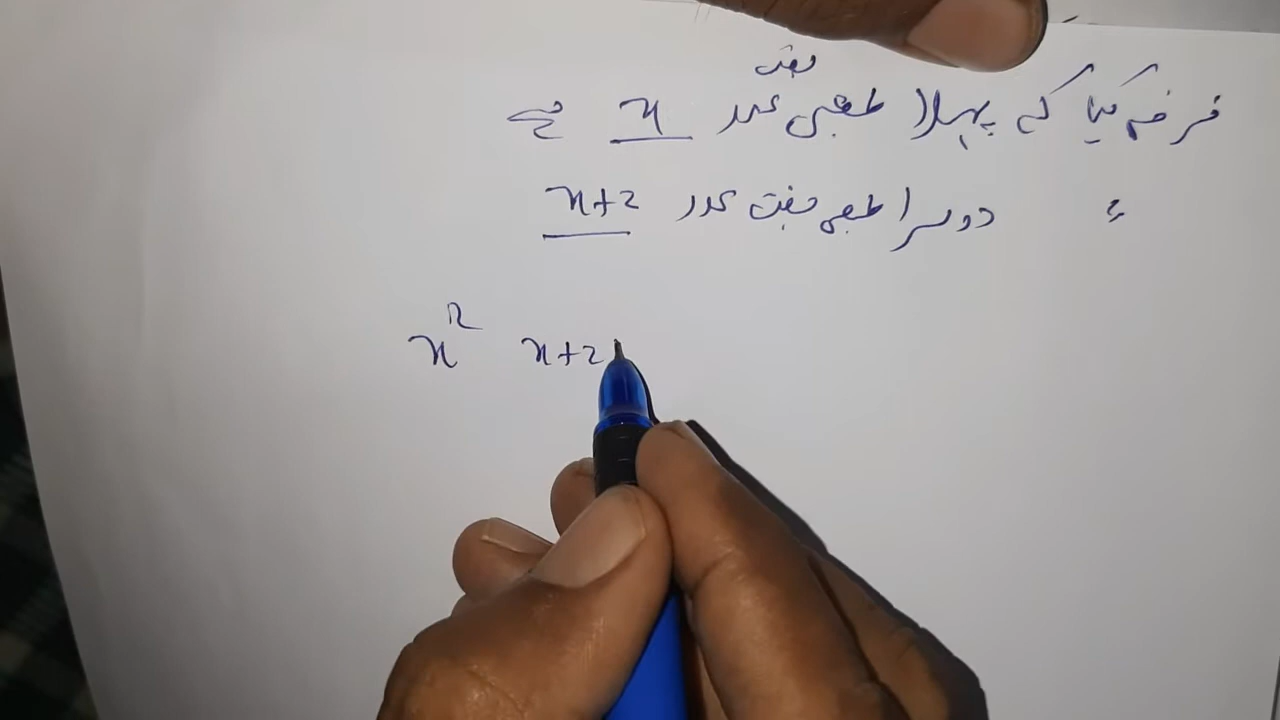 فرض کیا کہ پہلا طبعی جفت عدد x ہے
دوسرا طبعی جفت عدد x+2
x² x+2